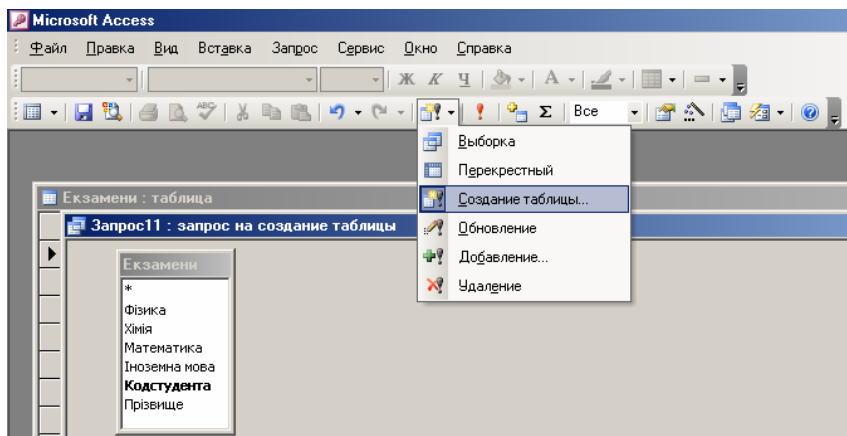 Microsoft Access
Файл Правка Вид Вставка Запрос Сервис Окно Справка
Ж К Ч A
ABC Σ Все
Выборка
Перекрестный
Создание таблицы...
Обновление
Добавление...
Удаление
Екзамени : таблица
Запрос11 : запрос на создание таблицы
Екзамени
*
Фізика
Хімія
Математика
Іноземна мова
Кодстудента
Прізвище